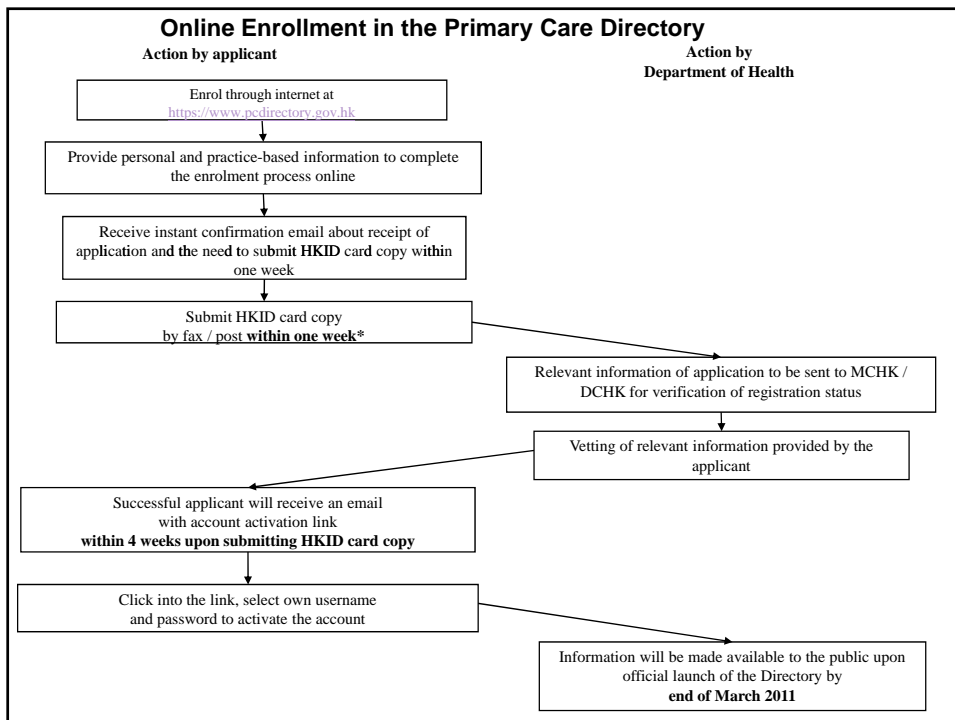 Online Enrollment in the Primary Care Directory
Action by applicant
Action by
Department of Health
Enrol through internet at
https://www.pcdirectory.gov.hk
Provide personal and practice-based information to complete
the enrolment process online
Receive instant confirmation email about receipt of
application and the need to submit HKID card copy within
one week
Submit HKID card copy
by fax / post within one week*
Relevant information of application to be sent to MCHK /
DCHK for verification of registration status
Vetting of relevant information provided by the
applicant
Successful applicant will receive an email
with account activation link
within 4 weeks upon submitting HKID card copy
Click into the link, select own username
and password to activate the account
Information will be made available to the public upon
official launch of the Directory by
end of March 2011